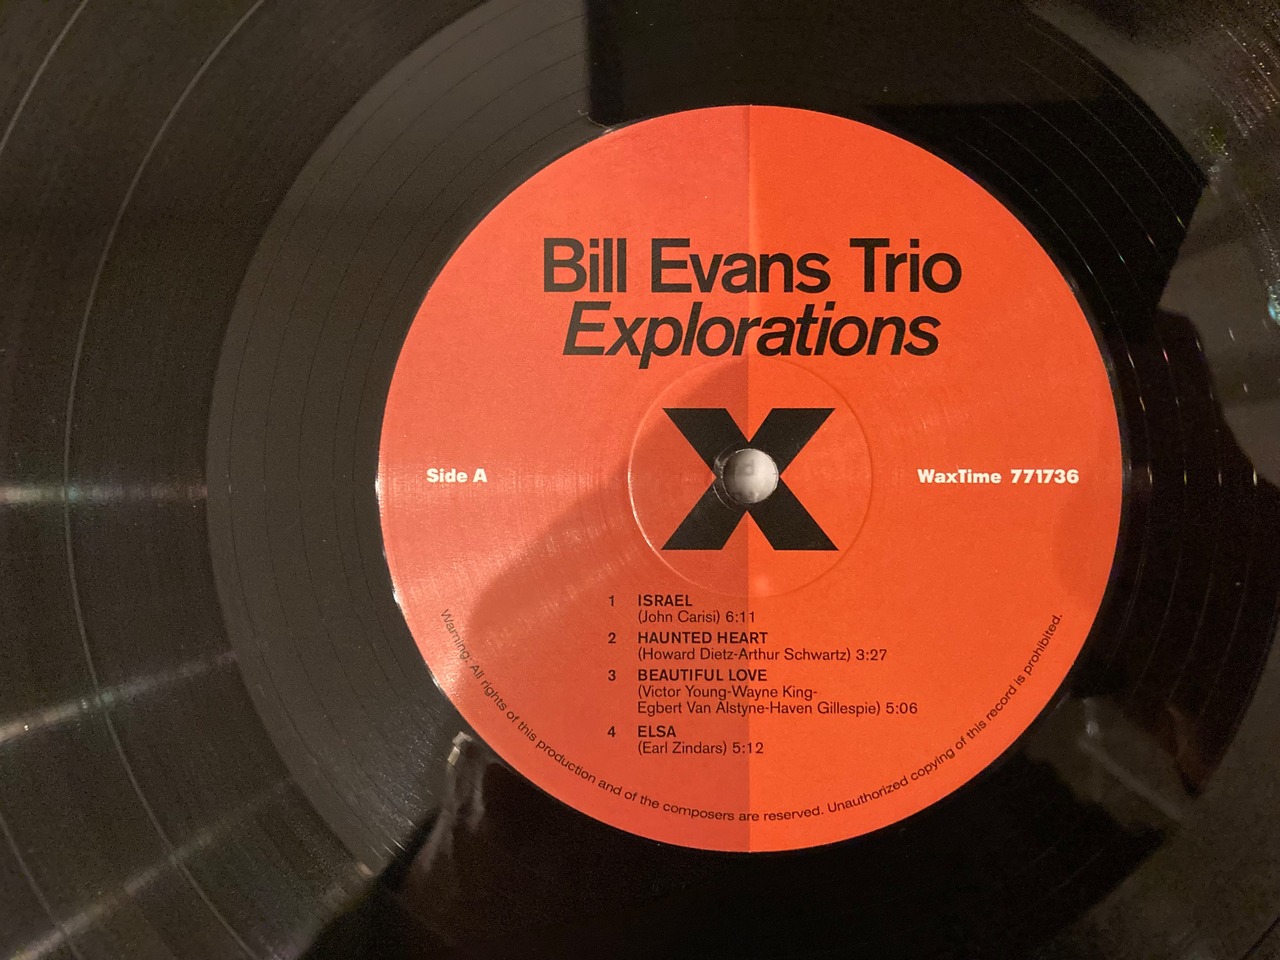 Bill Evans Trio
Explorations
X
Side A
WaxTime 771736
1 ISRAEL
(John Carisi) 6:11
2 HAUNTED HEART
(Howard Dietz-Arthur Schwartz) 3:27
3 BEAUTIFUL LOVE
(Victor Young-Wayne King-
Egbert Van Alstyne-Haven Gillespie) 5:06
4 ELSA
(Earl Zindars) 5:12
Warning: All rights of this production and of the composers are reserved. Unauthorized copying of this record is prohibited.